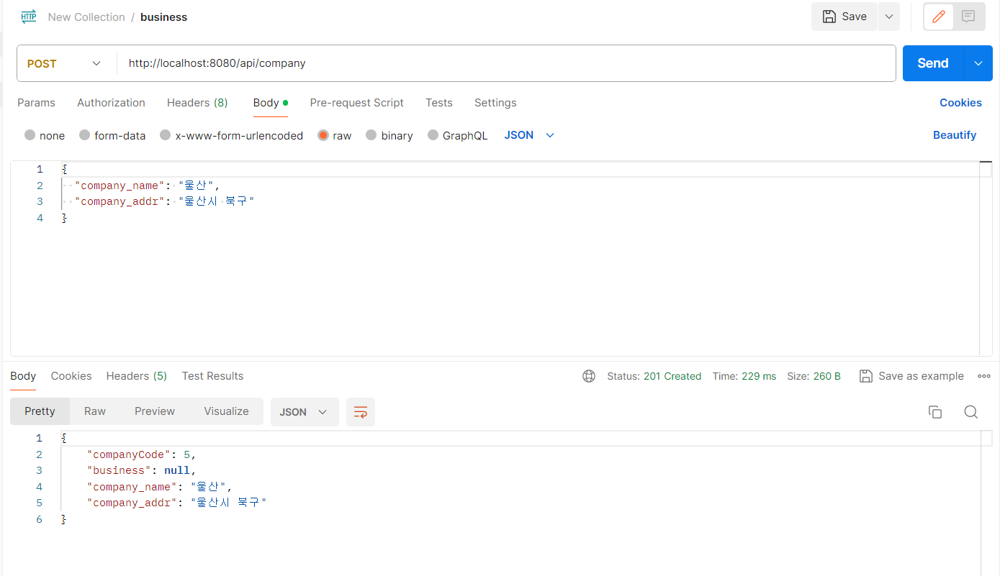 HTTP New Collection / business Save
POST http://localhost:8080/api/company Send
Params Authorization Headers (8) Body Pre-request Script Tests Settings Cookies
none form-data x-www-form-urlencoded raw binary GraphQL JSON Beautify
1 {
2 "company_name": "울산",
3 "company_addr": "울산시 북구"
4 }
Body Cookies Headers (5) Test Results Status: 201 Created Time: 229 ms Size: 260 B Save as example
Pretty Raw Preview Visualize JSON
1 {
2 "companyCode": 5,
3 "business": null,
4 "company_name": "울산",
5 "company_addr": "울산시 북구"
6 }